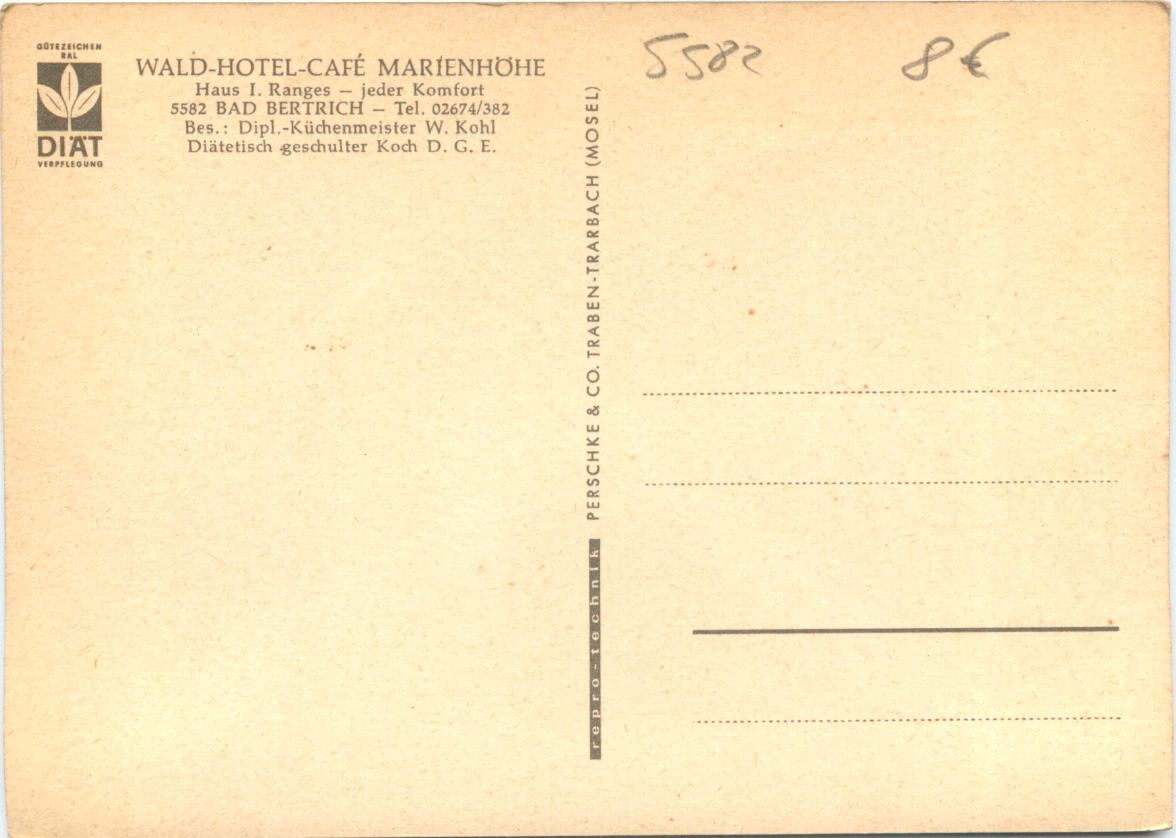 GÜTEZEICHEN
RAL
DIÄT
VERPFLEGUNG
WALD-HOTEL-CAFÉ MARIENHÖHE
Haus I. Ranges – jeder Komfort
5582 BAD BERTRICH – Tel. 02674/382
Bes.: Dipl.-Küchenmeister W. Kohl
Diätetisch geschulter Koch D. G. E.
repro-technik
PERSCHKE & CO. TRABEN-TRARBACH (MOSEL)
5582
8€